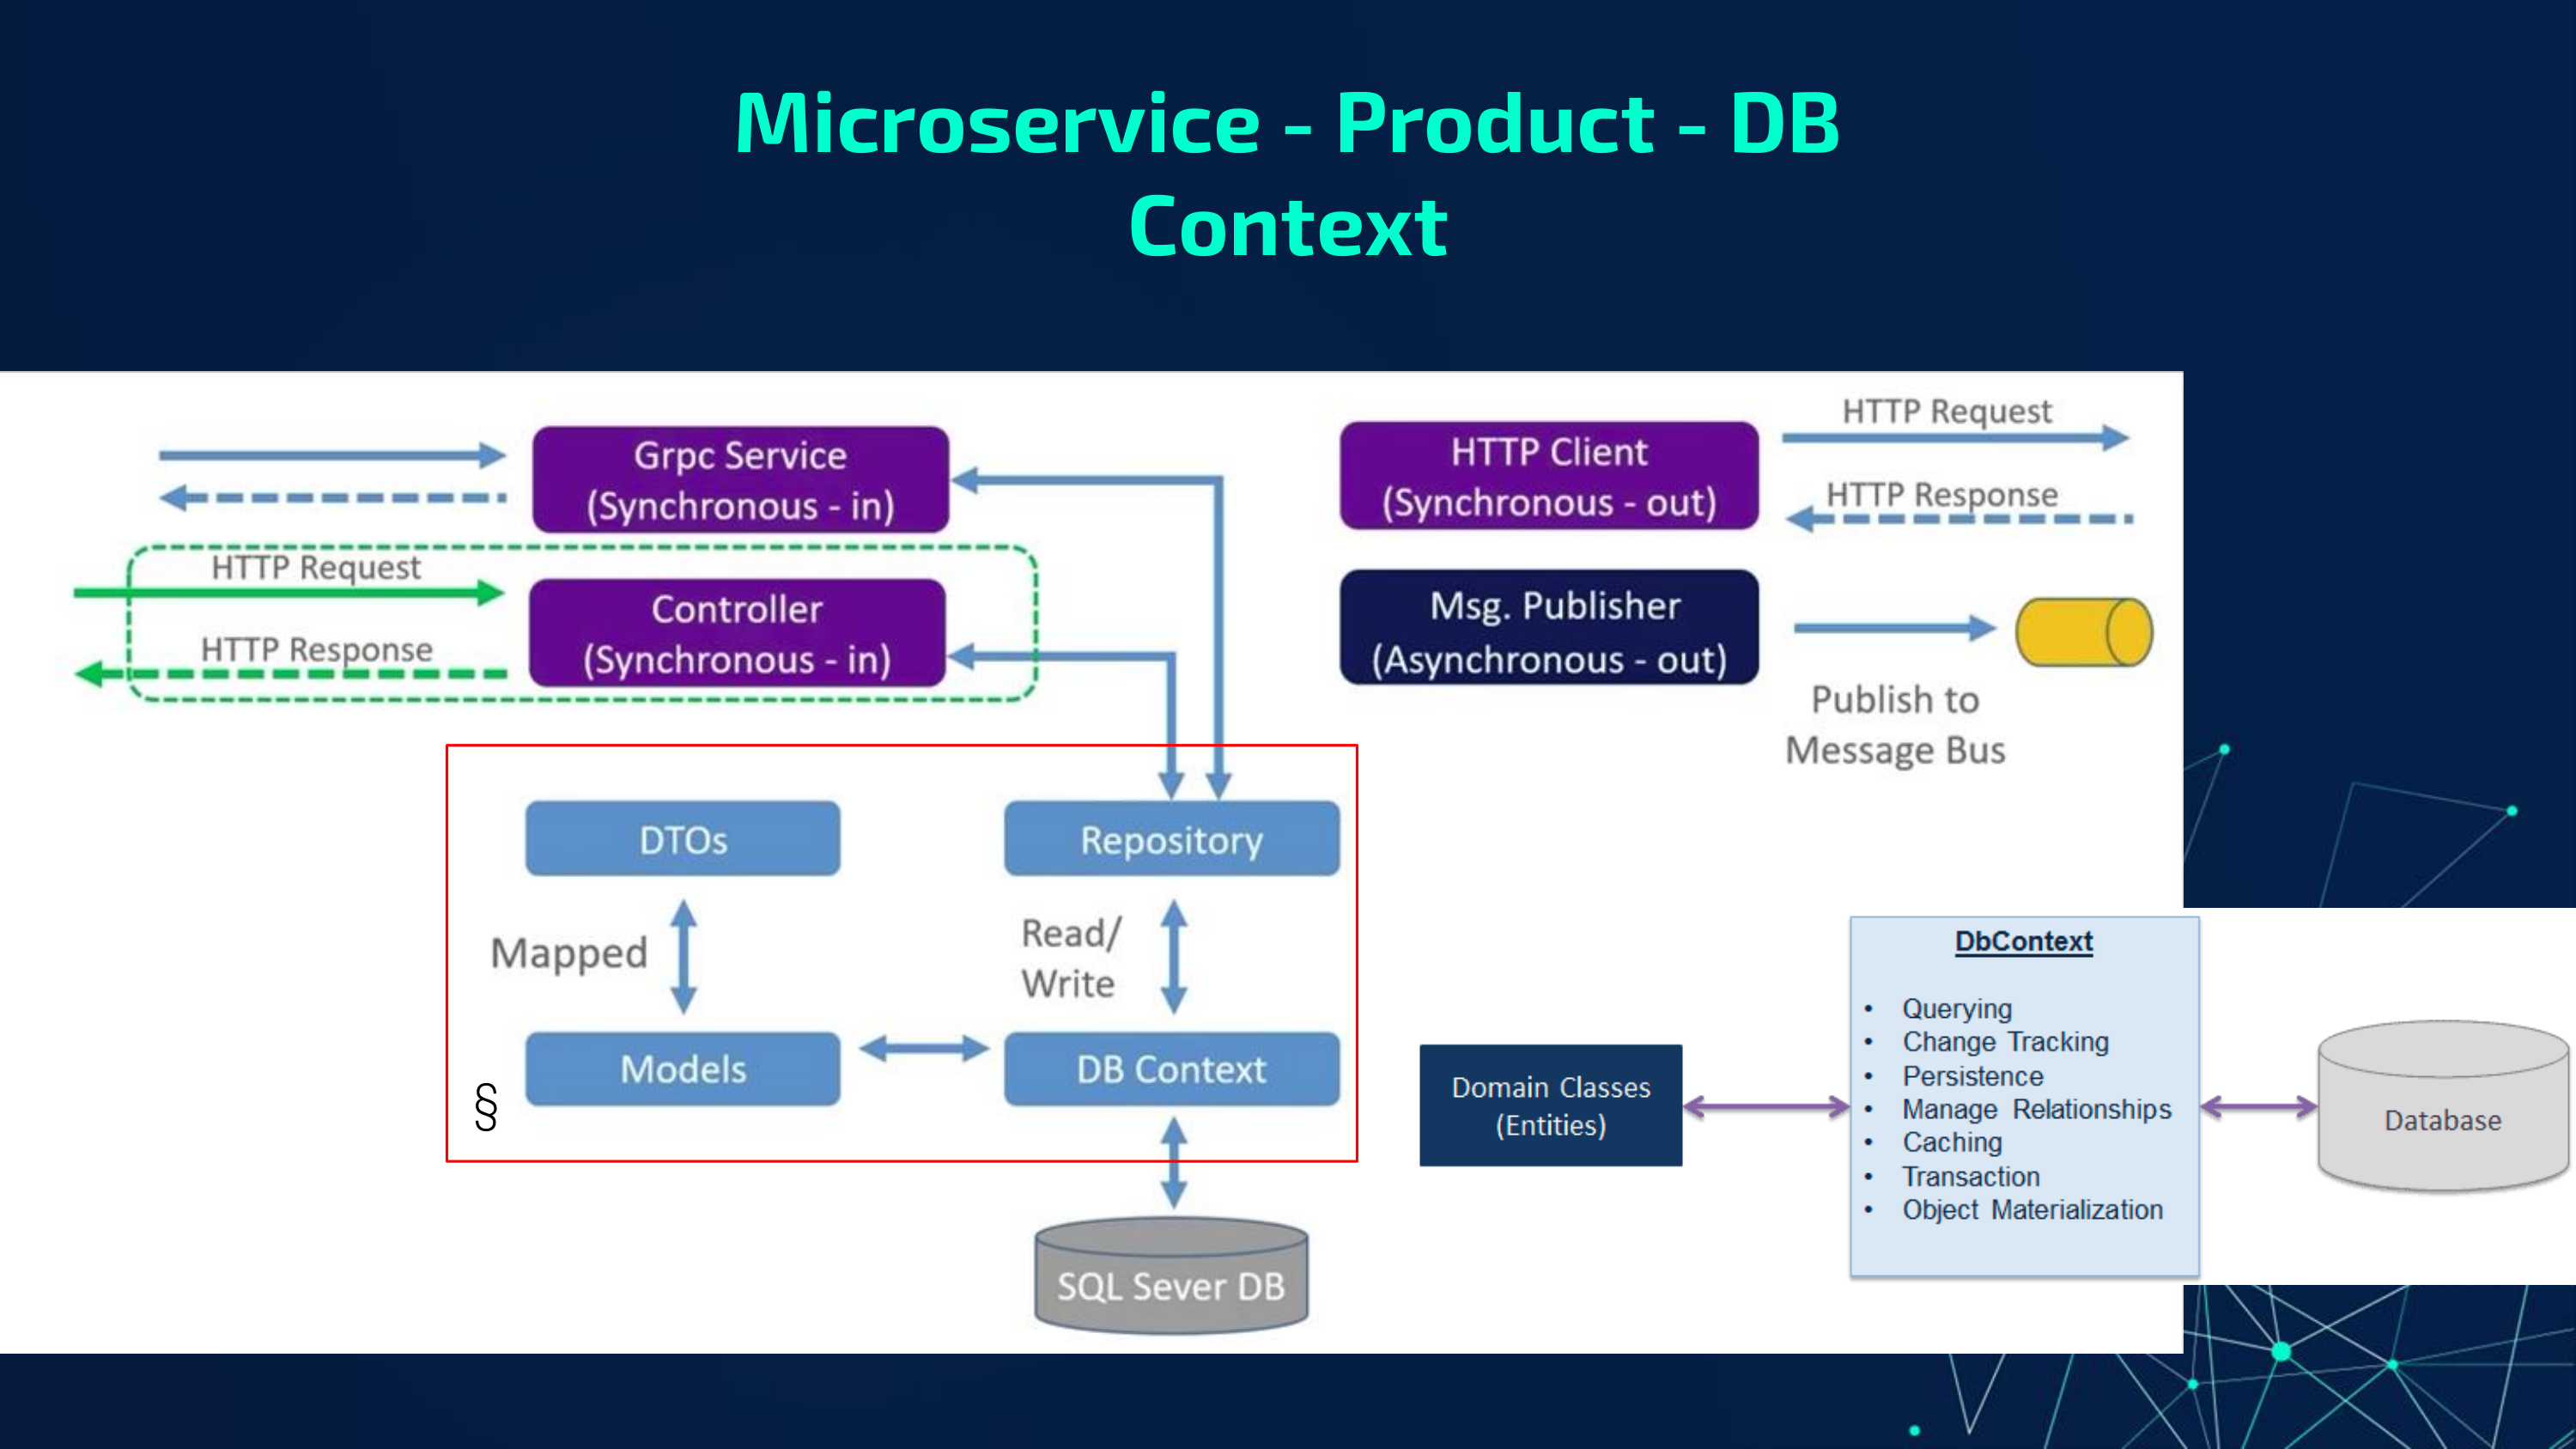 Microservice - Product - DB
Context
Grpc Service
(Synchronous - in)
HTTP Request
HTTP Response
Controller
(Synchronous - in)
HTTP Client
(Synchronous - out)
HTTP Request
HTTP Response
Msg. Publisher
(Asynchronous - out)
Publish to
Message Bus
DTOs
Repository
Mapped
Read/
Write
Models
DB Context
§
SQL Sever DB
Domain Classes
(Entities)
DbContext
• Querying
• Change Tracking
• Persistence
• Manage Relationships
• Caching
• Transaction
• Object Materialization
Database